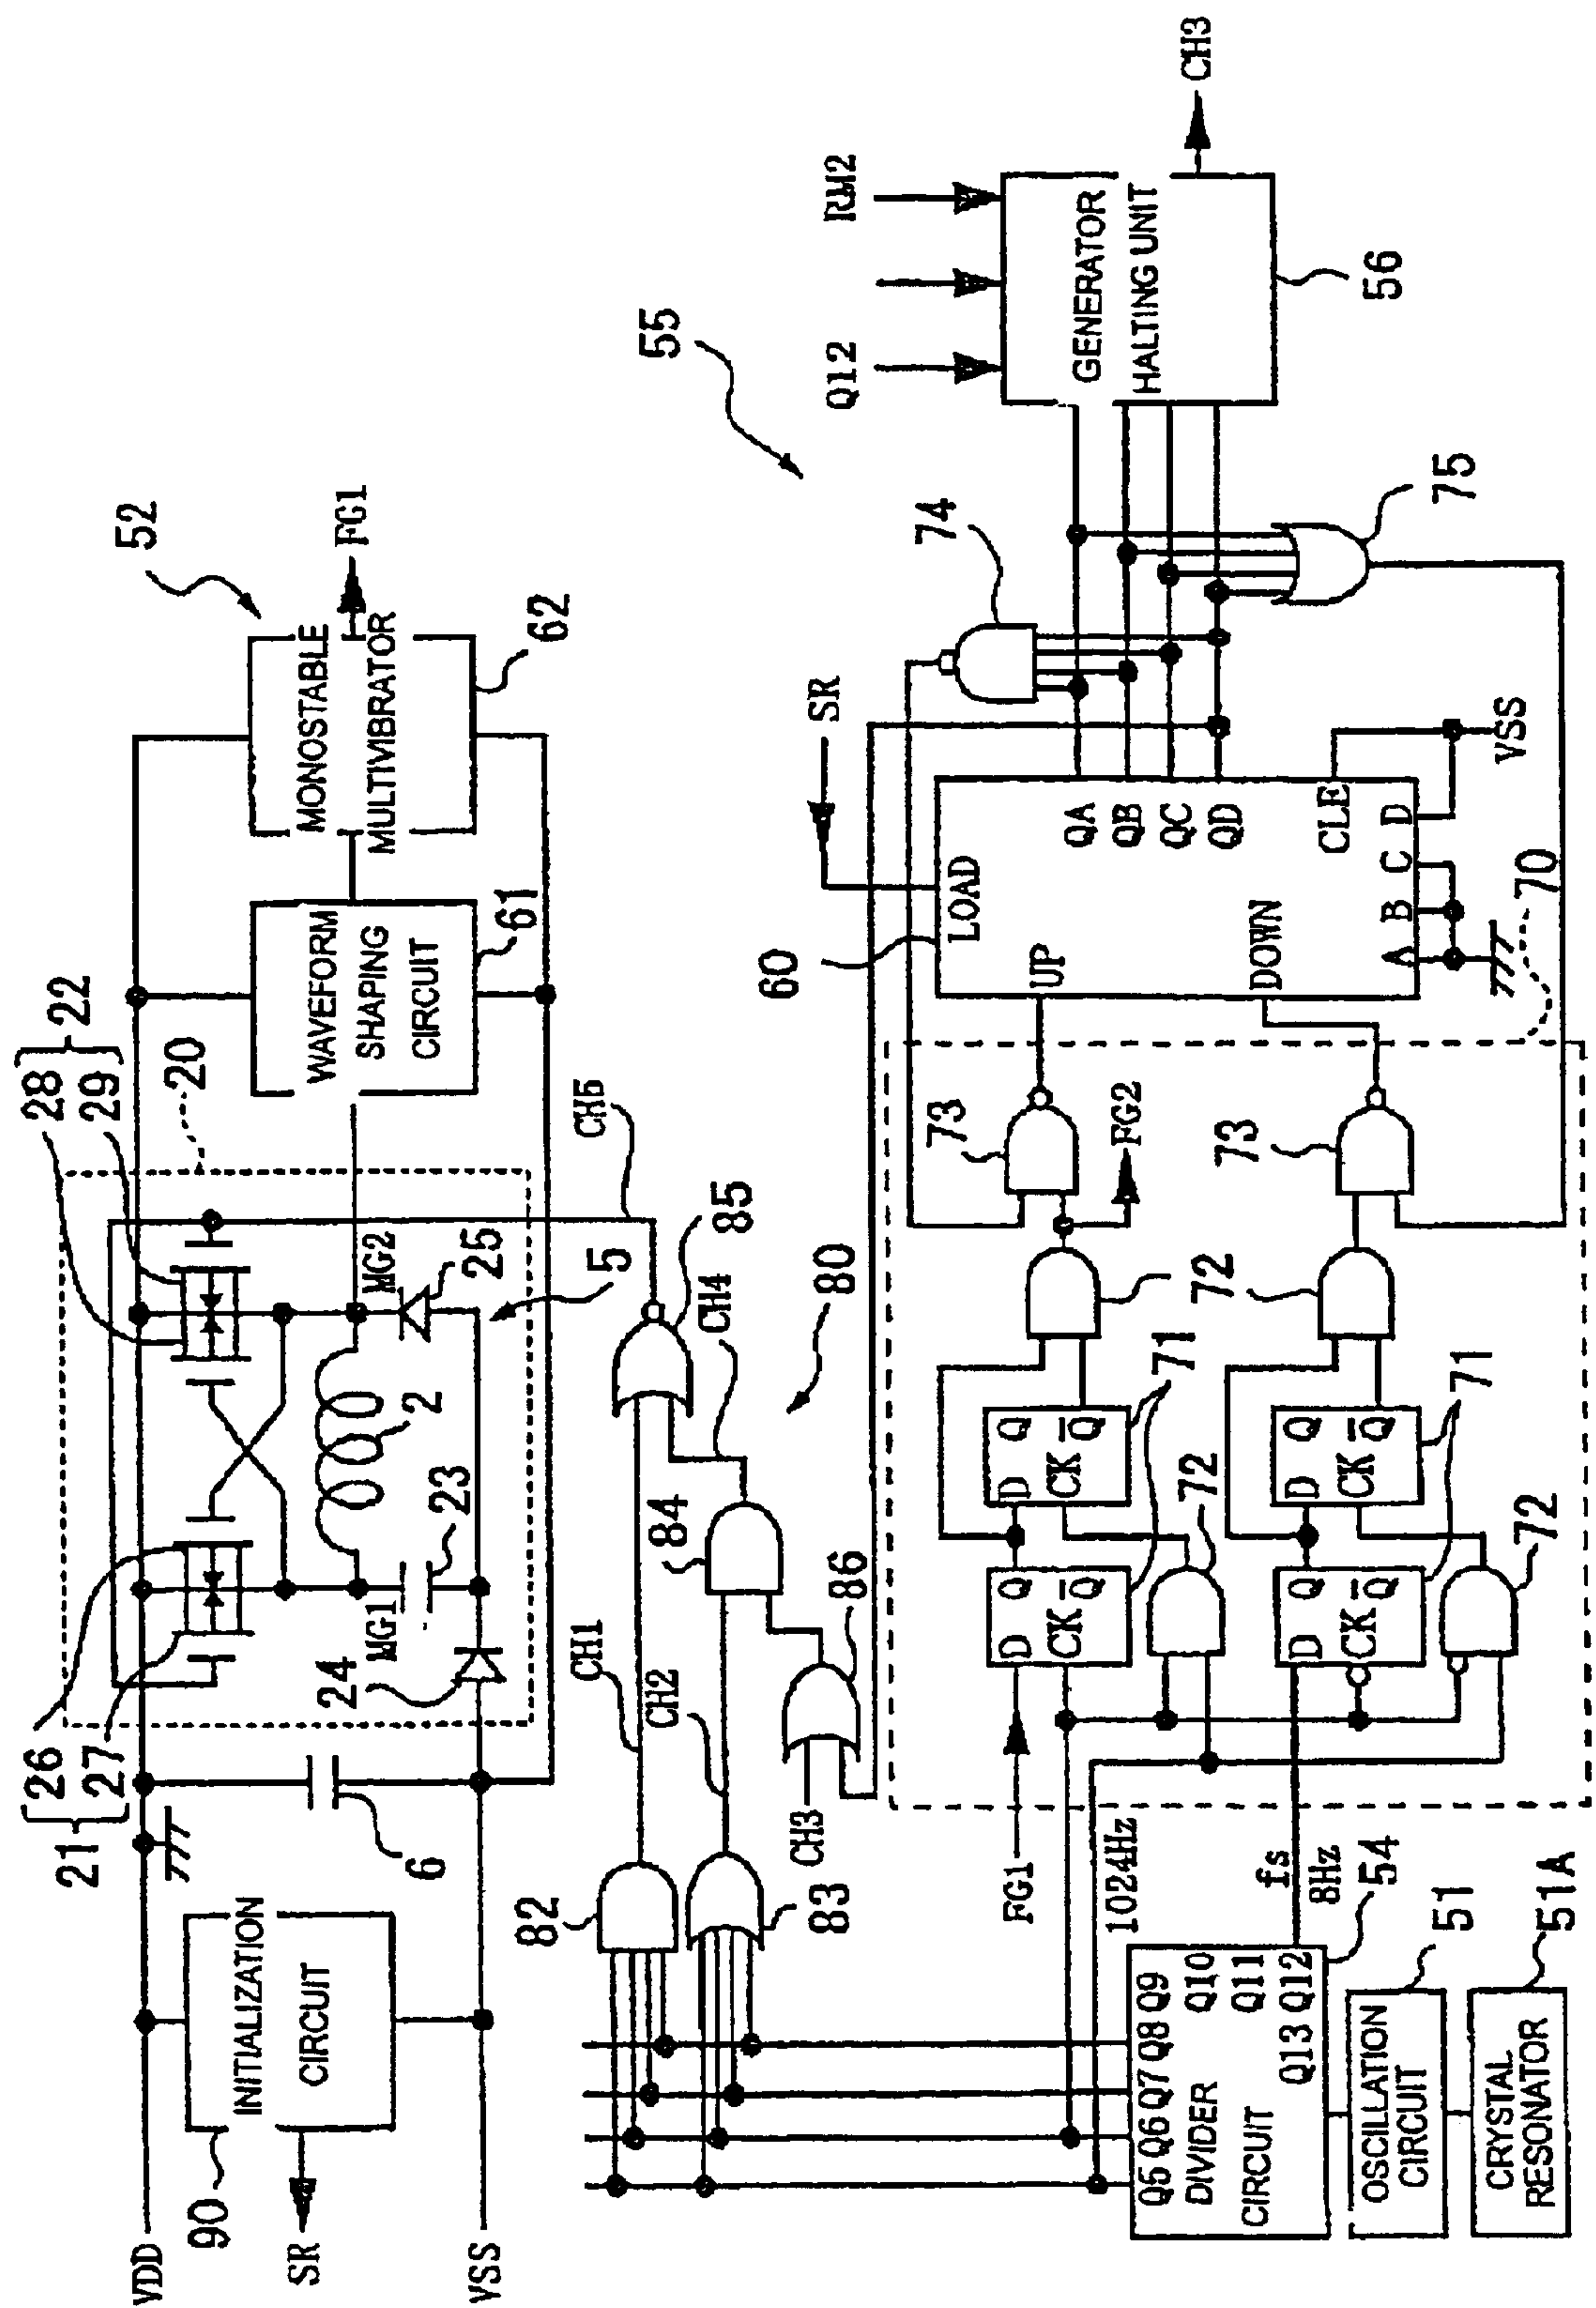 VDD
SR
VSS
90
INITIALIZATION
CIRCUIT
21
26
27
6
24
MG1
23
2
MG2
25
5
28
29
22
20
CH5
WAVEFORM
SHAPING
CIRCUIT
61
MONOSTABLE
MULTIVIBRATOR
62
52
FG1
82
83
CH1
CH2
CH3
86
84
CH4
85
80
Q5
Q6
Q7
Q8
Q9
Q10
Q11
Q12
Q13
DIVIDER
CIRCUIT
54
OSCILLATION
CIRCUIT
51
CRYSTAL
RESONATOR
51A
1024Hz
fs
8Hz
FG1
D
Q
CK
Q̅
D
Q
CK
Q̅
71
72
72
73
FG2
D
Q
CK
Q̅
D
Q
CK
Q̅
71
72
73
70
60
SR
LOAD
UP
DOWN
QA
QB
QC
QD
CLE
A
B
C
D
VSS
74
75
55
Q12
RM2
GENERATOR
HALTING UNIT
56
CH3